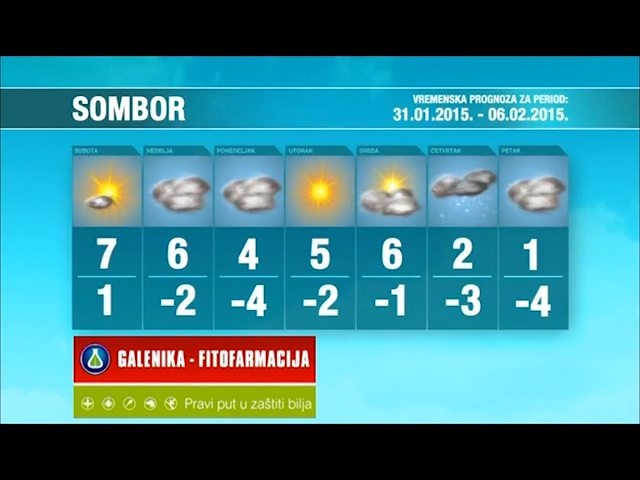 SOMBOR
VREMENSKA PROGNOZA ZA PERIOD:
31.01.2015. - 06.02.2015.
SUBOTA NEDELJA PONEDELJAK UTORAK SREDA ČETVRTAK PETAK
7 6 4 5 6 2 1
1 -2 -4 -2 -1 -3 -4
GALENIKA - FITOFARMACIJA
Pravi put u zaštiti bilja